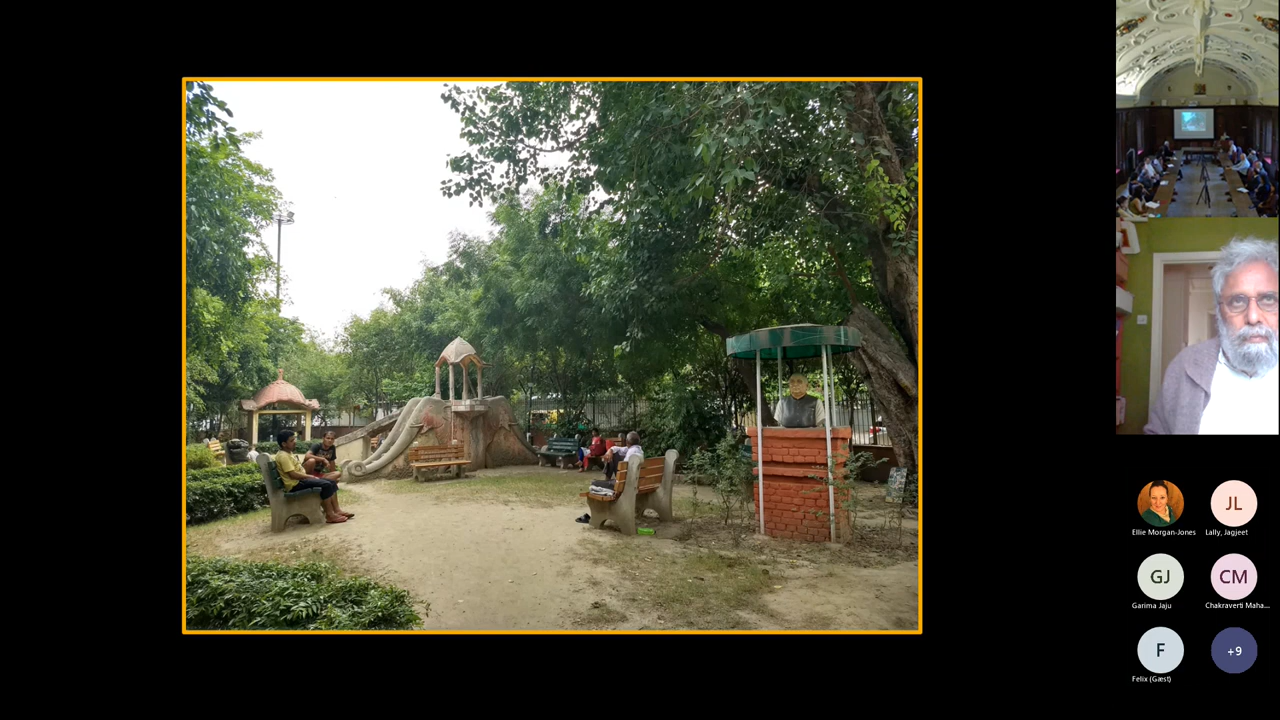 Ellie Morgan-Jones
JL
Lally, Jagjeet
GJ
Garima Jaju
CM
Chakraverti Maha...
F
Felix (Gæst)
+9